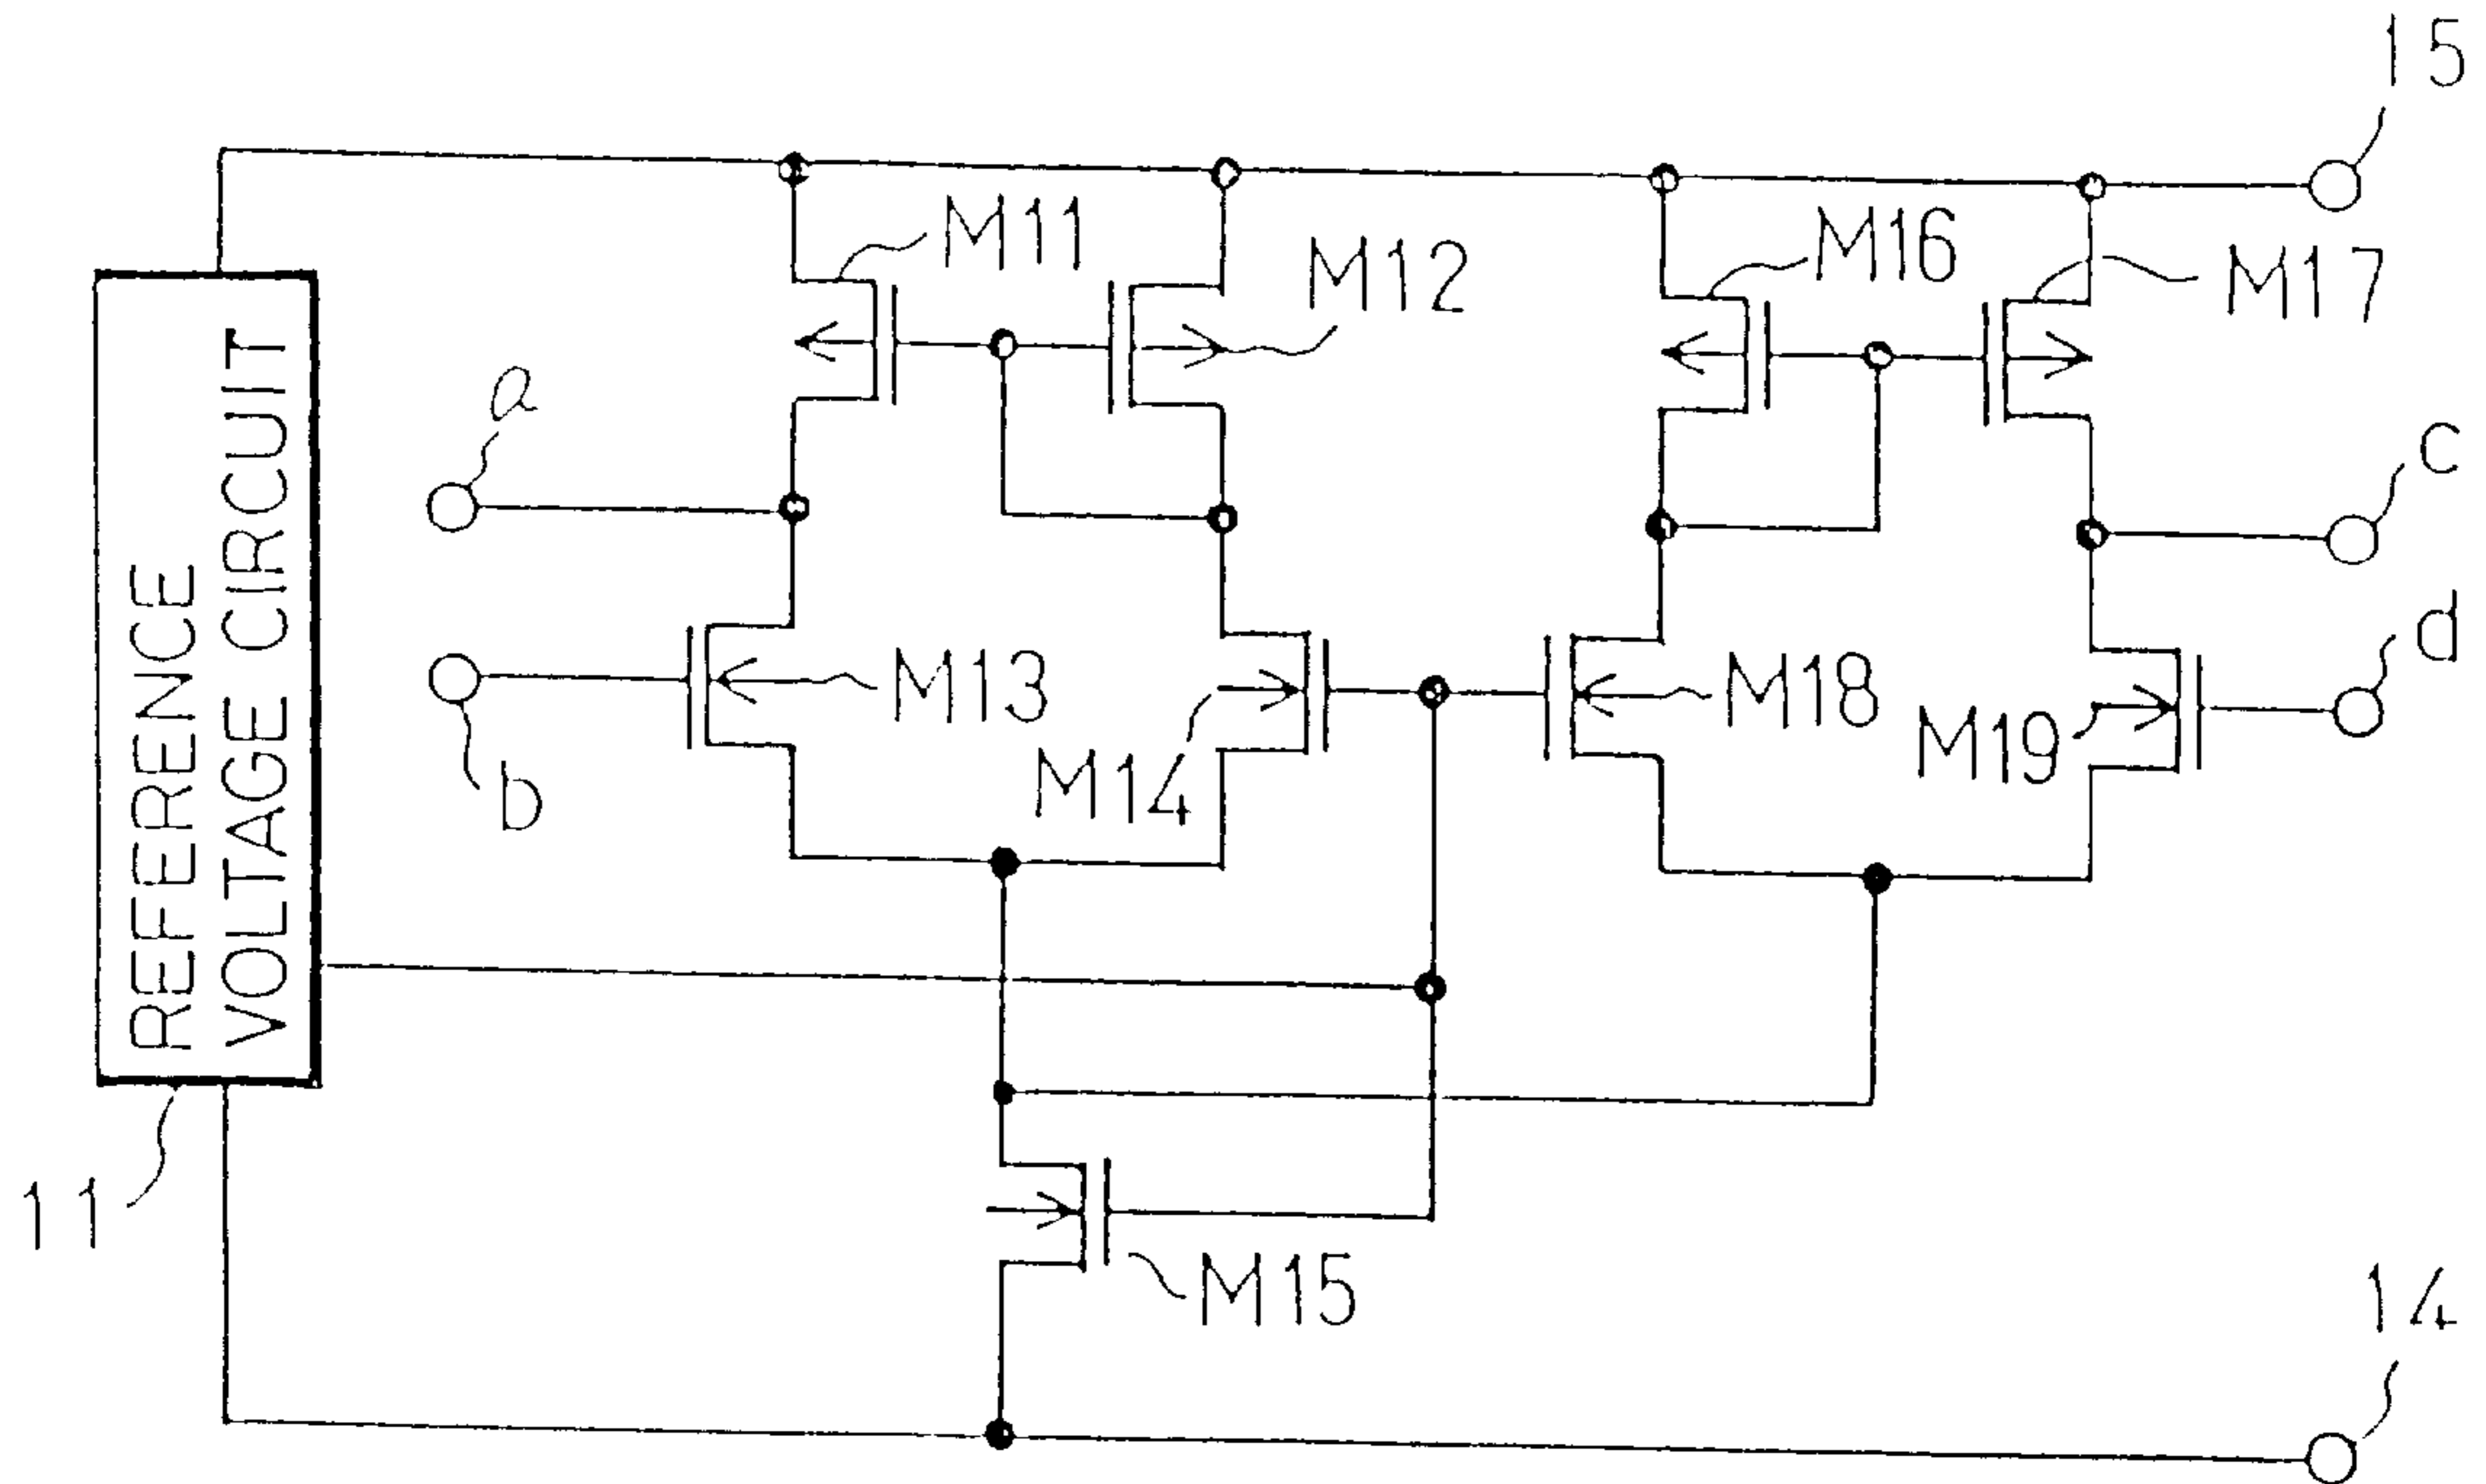 15
M11
M12
M16
M17
a
c
REFERENCE
VOLTAGE CIRCUIT
d
M13
M14
M18
M19
b
11
M15
14